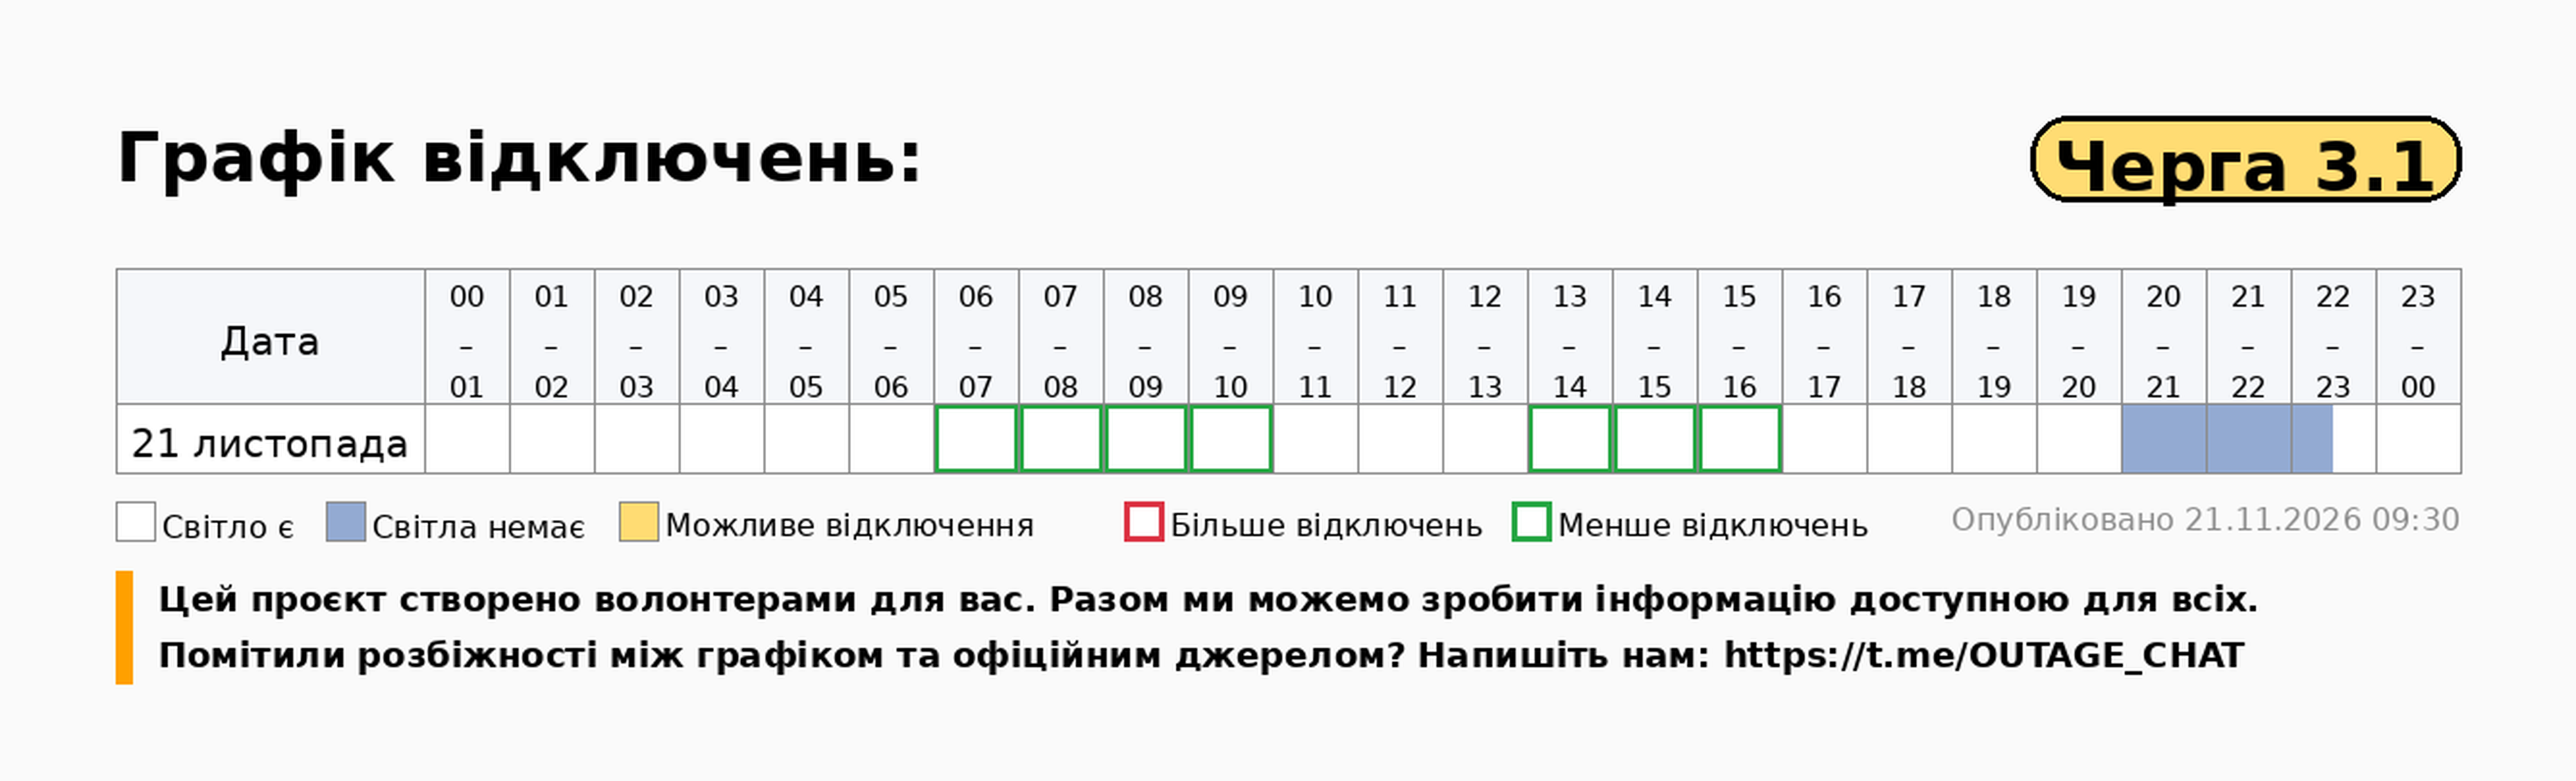 Графік відключень:
Черга 3.1
Дата
00 – 01
01 – 02
02 – 03
03 – 04
04 – 05
05 – 06
06 – 07
07 – 08
08 – 09
09 – 10
10 – 11
11 – 12
12 – 13
13 – 14
14 – 15
15 – 16
16 – 17
17 – 18
18 – 19
19 – 20
20 – 21
21 – 22
22 – 23
23 – 00
21 листопада
Світло є
Світла немає
Можливе відключення
Більше відключень
Менше відключень
Опубліковано 21.11.2026 09:30
Цей проєкт створено волонтерами для вас. Разом ми можемо зробити інформацію доступною для всіх.
Помітили розбіжності між графіком та офіційним джерелом? Напишіть нам: https://t.me/OUTAGE_CHAT